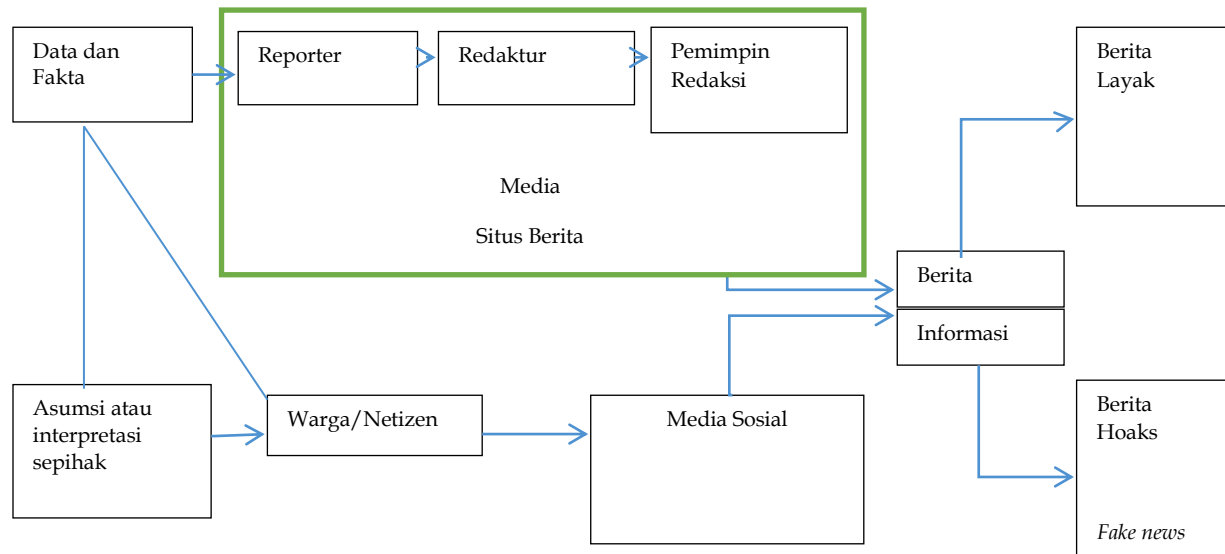 Data dan
Fakta
Reporter
Redaktur
Pemimpin
Redaksi
Berita
Layak
Media
Situs Berita
Berita
Informasi
Asumsi atau
interpretasi
sepihak
Warga/Netizen
Media Sosial
Berita
Hoaks
Fake news